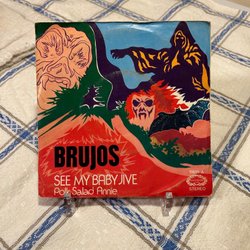 BRUJOS
SEE MY BABY JIVE
Polk Salad Annie
STEREO